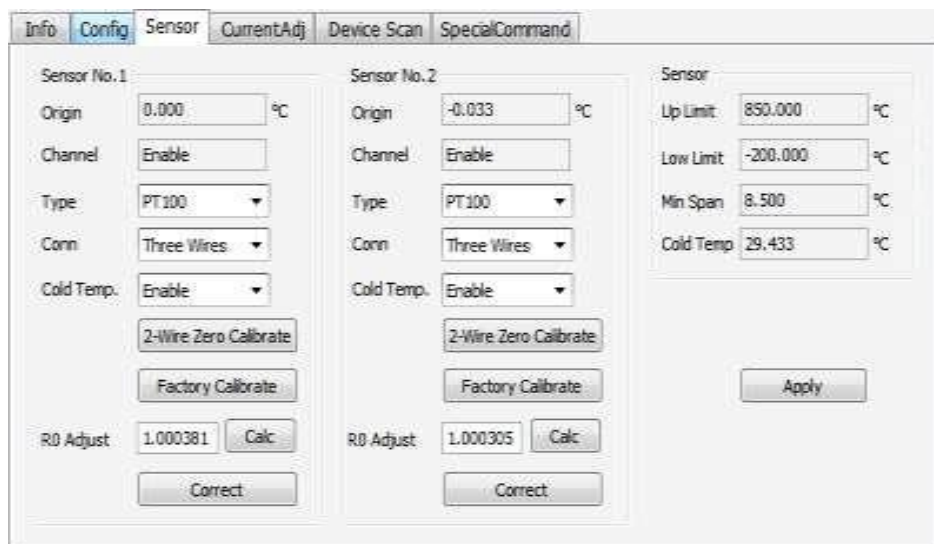 Info Config Sensor CurrentAdj Device Scan SpecialCommand
Sensor No.1
Origin 0.000 ℃
Channel Enable
Type PT100
Conn Three Wires
Cold Temp. Enable
2-Wire Zero Calibrate
Factory Calibrate
R0 Adjust 1.000381 Calc
Correct
Sensor No.2
Origin -0.033 ℃
Channel Enable
Type PT100
Conn Three Wires
Cold Temp. Enable
2-Wire Zero Calibrate
Factory Calibrate
R0 Adjust 1.000305 Calc
Correct
Sensor
Up Limit 850.000 ℃
Low Limit -200.000 ℃
Min Span 8.500 ℃
Cold Temp 29.433 ℃
Apply